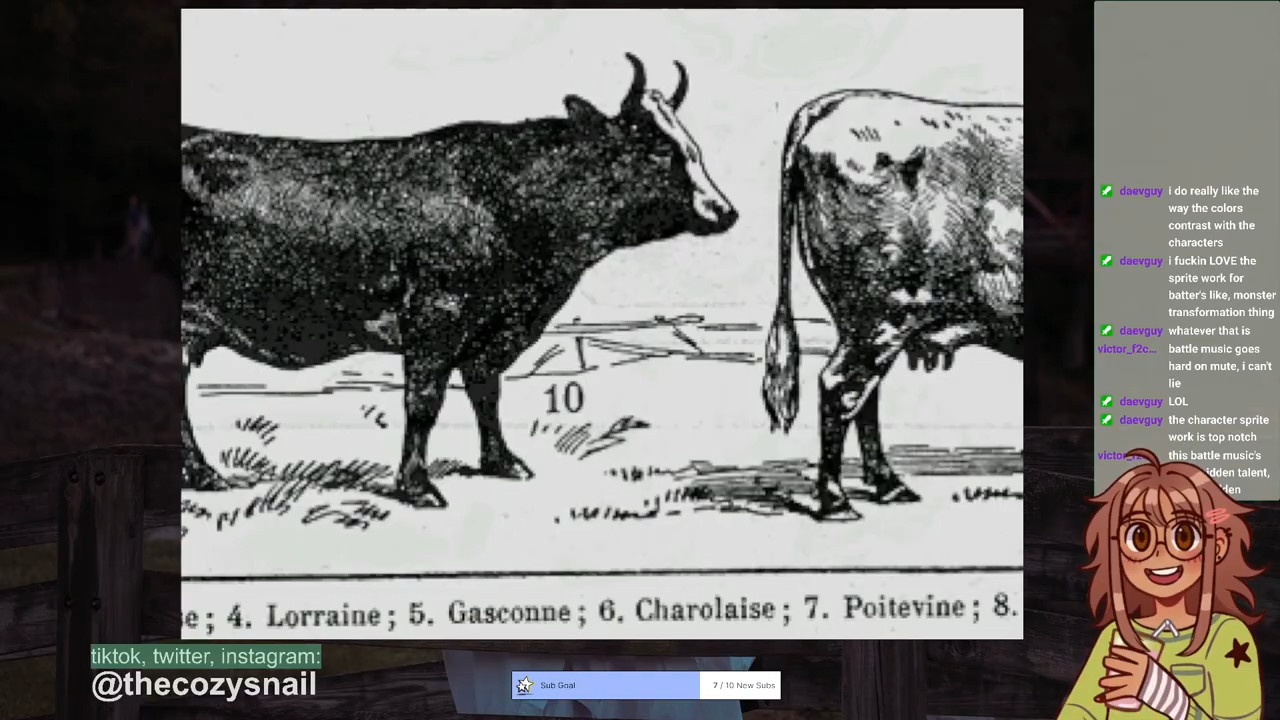 10
4. Lorraine; 5. Gasconne; 6. Charolaise; 7. Poitevine; 8.
tiktok, twitter, instagram:
@thecozysnail
Sub Goal
7 / 10 New Subs
daevguy i do really like the
way the colors
contrast with the
characters
daevguy i fuckin LOVE the
sprite work for
batter's like, monster
transformation thing
daevguy whatever that is
victor_f2c... battle music goes
hard on mute, i can't
lie
daevguy LOL
daevguy the character sprite
work is top notch
this battle music's
talent,